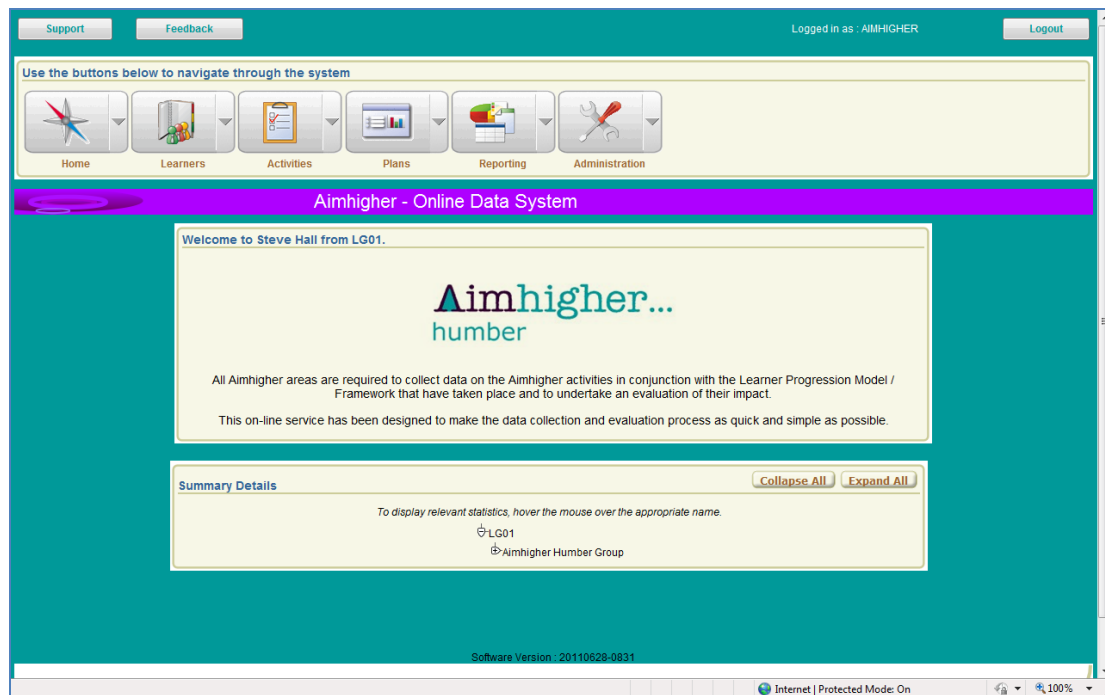 Support
Feedback
Logged in as : AIMHIGHER
Logout
Use the buttons below to navigate through the system
Home
Learners
Activities
Plans
Reporting
Administration
Aimhigher - Online Data System
Welcome to Steve Hall from LG01.
Aimhigher...
humber
All Aimhigher areas are required to collect data on the Aimhigher activities in conjunction with the Learner Progression Model /
Framework that have taken place and to undertake an evaluation of their impact.
This on-line service has been designed to make the data collection and evaluation process as quick and simple as possible.
Summary Details
Collapse All
Expand All
To display relevant statistics, hover the mouse over the appropriate name.
LG01
Aimhigher Humber Group
Software Version : 20110628-0831
Internet | Protected Mode: On
100%